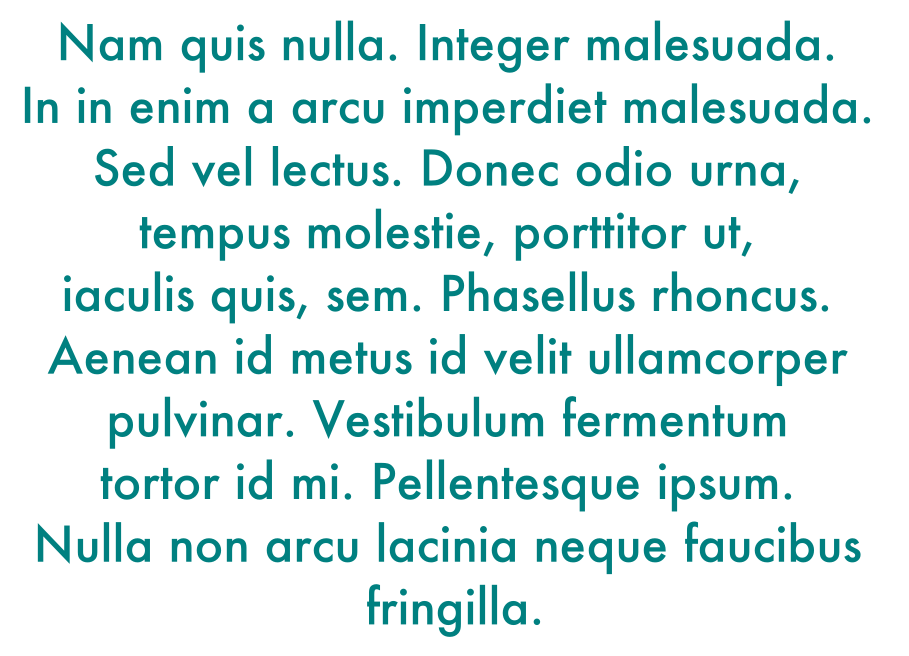 Nam quis nulla. Integer malesuada.
In in enim a arcu imperdiet malesuada.
Sed vel lectus. Donec odio urna,
tempus molestie, porttitor ut,
iaculis quis, sem. Phasellus rhoncus.
Aenean id metus id velit ullamcorper
pulvinar. Vestibulum fermentum
tortor id mi. Pellentesque ipsum.
Nulla non arcu lacinia neque faucibus
fringilla.